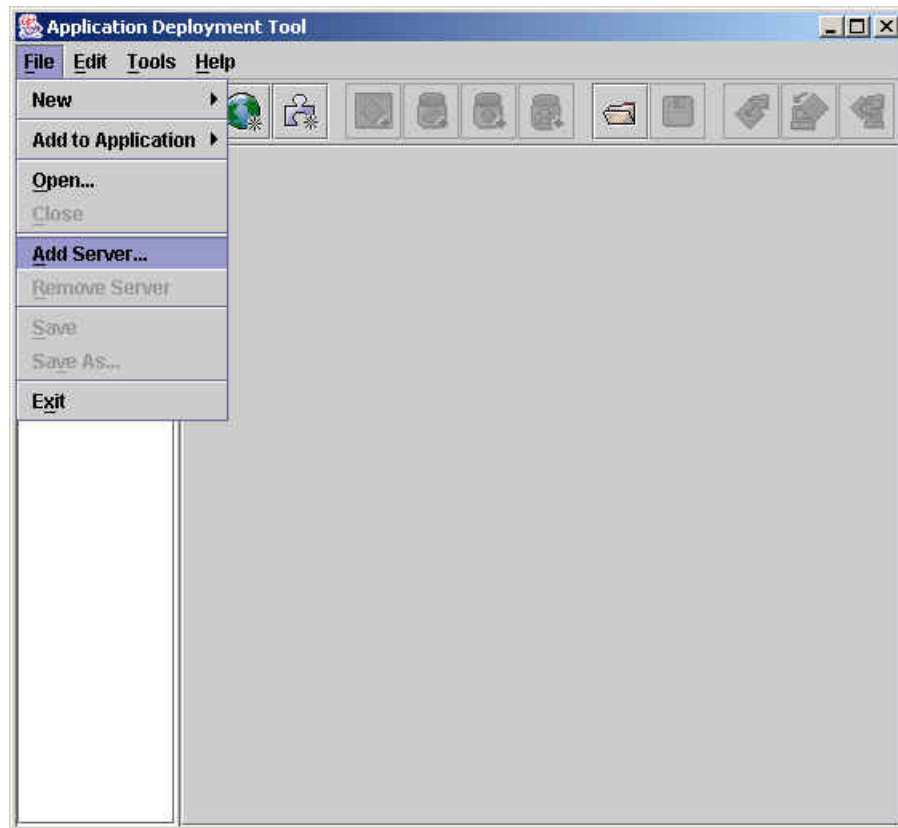 Application Deployment Tool
File Edit Tools Help
New
Add to Application
Open...
Close
Add Server...
Remove Server
Save
Save As...
Exit